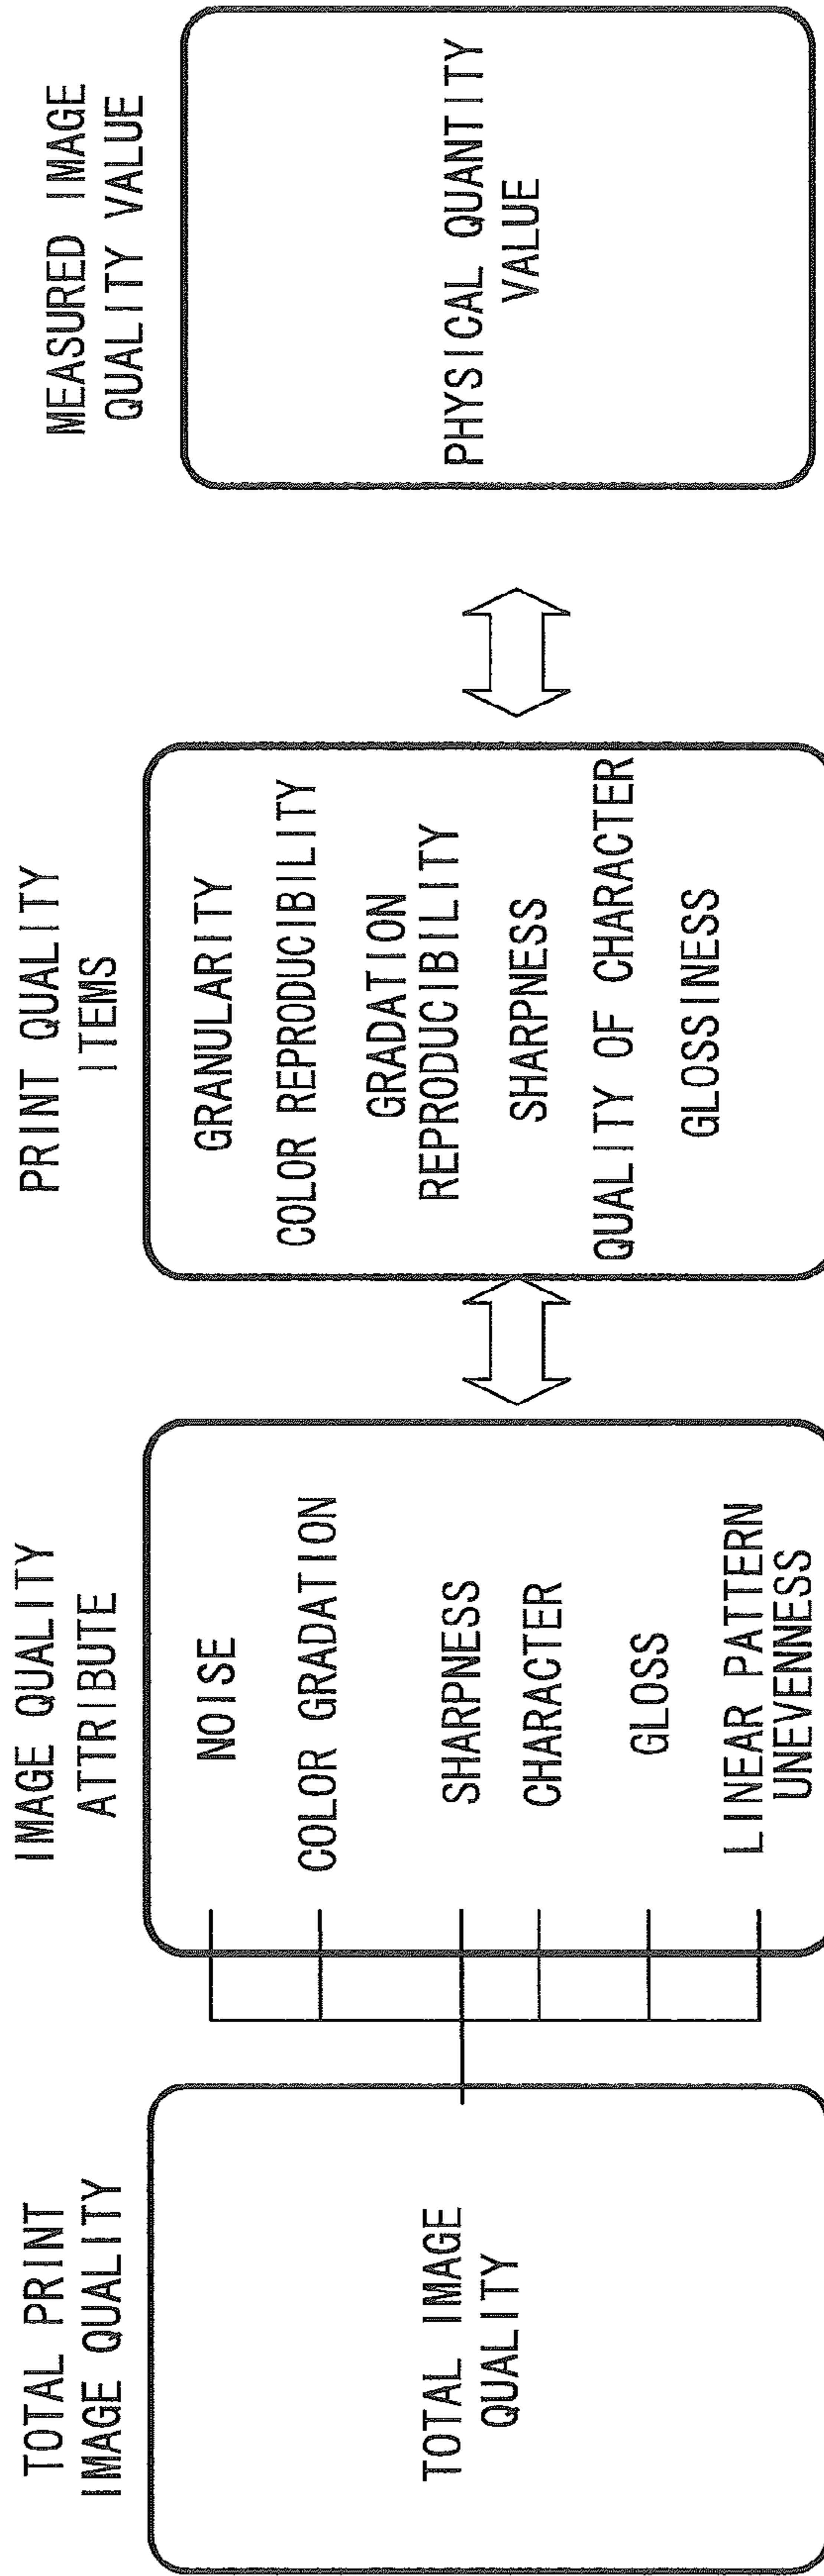 TOTAL PRINT
IMAGE QUALITY
TOTAL IMAGE
QUALITY
IMAGE QUALITY
ATTRIBUTE
NOISE
COLOR GRADATION
SHARPNESS
CHARACTER
GLOSS
LINEAR PATTERN
UNEVENNESS
PRINT QUALITY
ITEMS
GRANULARITY
COLOR REPRODUCIBILITY
GRADATION
REPRODUCIBILITY
SHARPNESS
QUALITY OF CHARACTER
GLOSSINESS
MEASURED IMAGE
QUALITY VALUE
PHYSICAL QUANTITY
VALUE